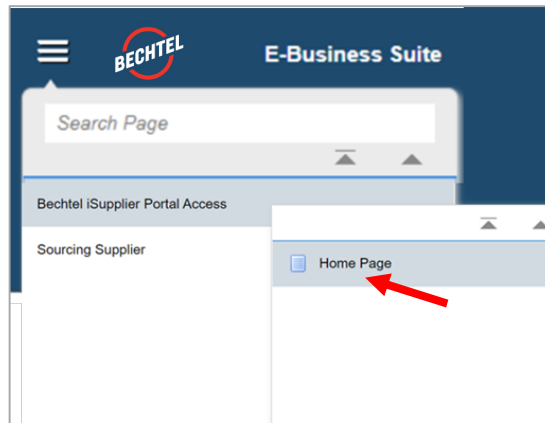 BECHTEL
E-Business Suite
Search Page
Bechtel iSupplier Portal Access
Sourcing Supplier
Home Page